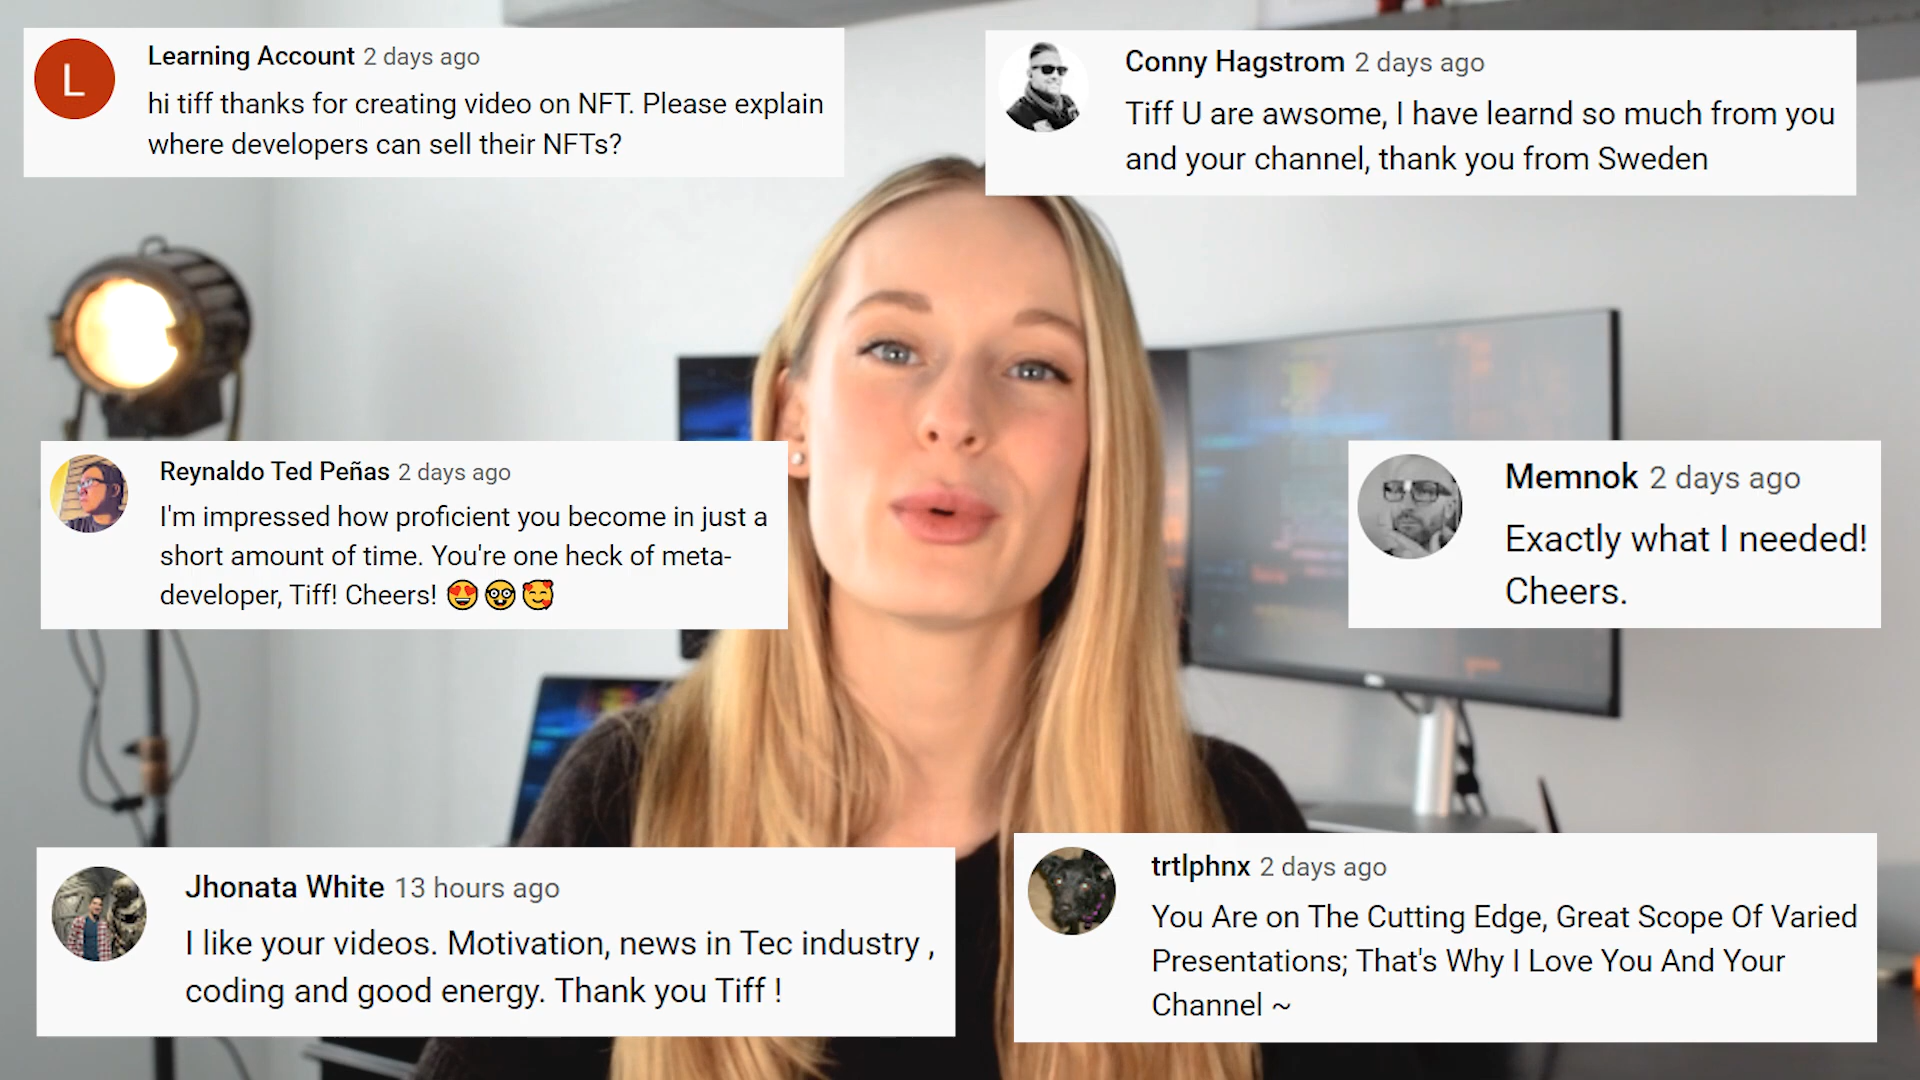 L
Learning Account 2 days ago
hi tiff thanks for creating video on NFT. Please explain
where developers can sell their NFTs?
Conny Hagstrom 2 days ago
Tiff U are awsome, I have learnd so much from you
and your channel, thank you from Sweden
Reynaldo Ted Peñas 2 days ago
I'm impressed how proficient you become in just a
short amount of time. You're one heck of meta-
developer, Tiff! Cheers! 😍🤓🥰
Memnok 2 days ago
Exactly what I needed!
Cheers.
Jhonata White 13 hours ago
I like your videos. Motivation, news in Tec industry ,
coding and good energy. Thank you Tiff !
trtlphnx 2 days ago
You Are on The Cutting Edge, Great Scope Of Varied
Presentations; That's Why I Love You And Your
Channel ~